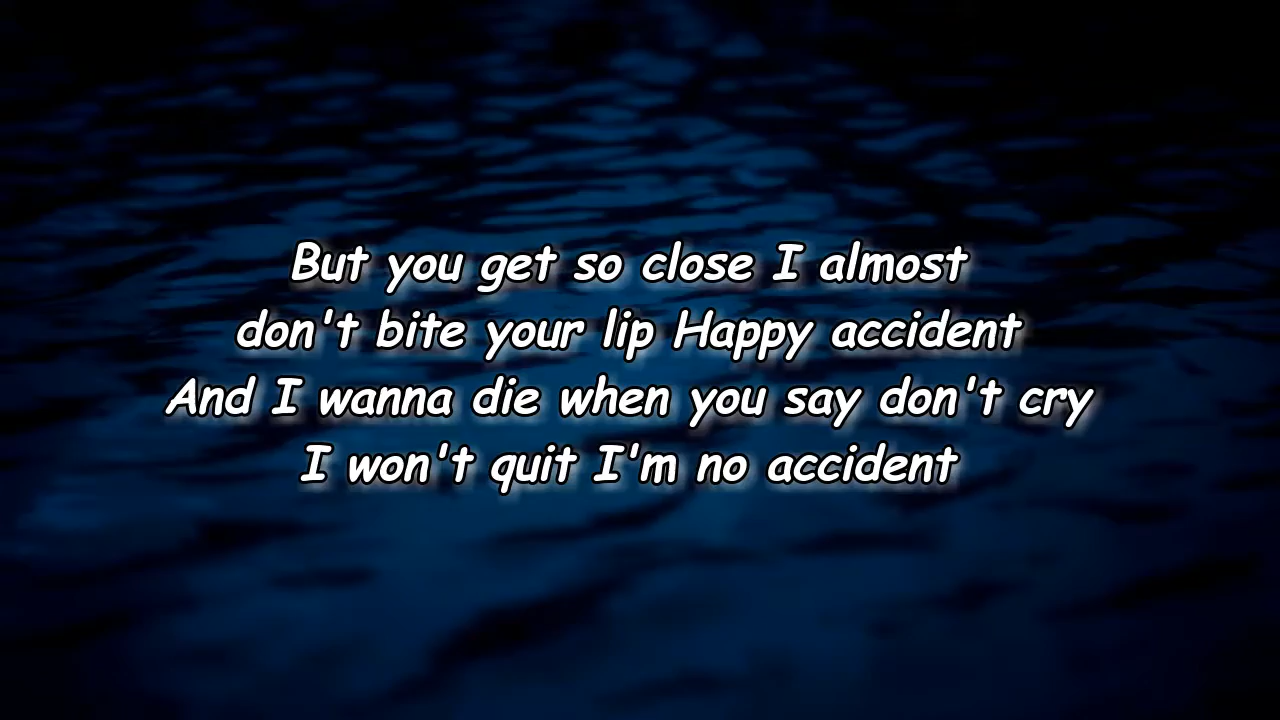 But you get so close I almost
don't bite your lip Happy accident
And I wanna die when you say don't cry
I won't quit I'm no accident